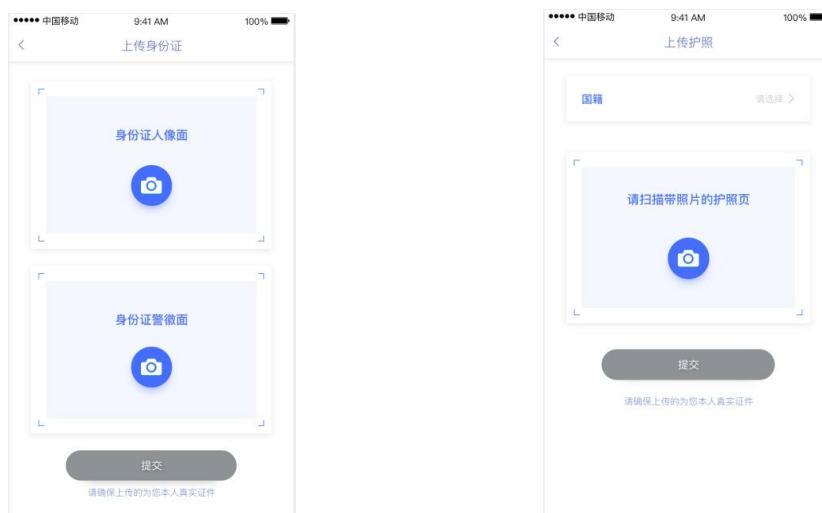 中国移动 9:41 AM 100%
上传身份证
身份证人像面
身份证警徽面
提交
请确保上传的为您本人真实证件
中国移动 9:41 AM 100%
上传护照
国籍 请选择
请扫描带照片的护照页
提交
请确保上传的为您本人真实证件